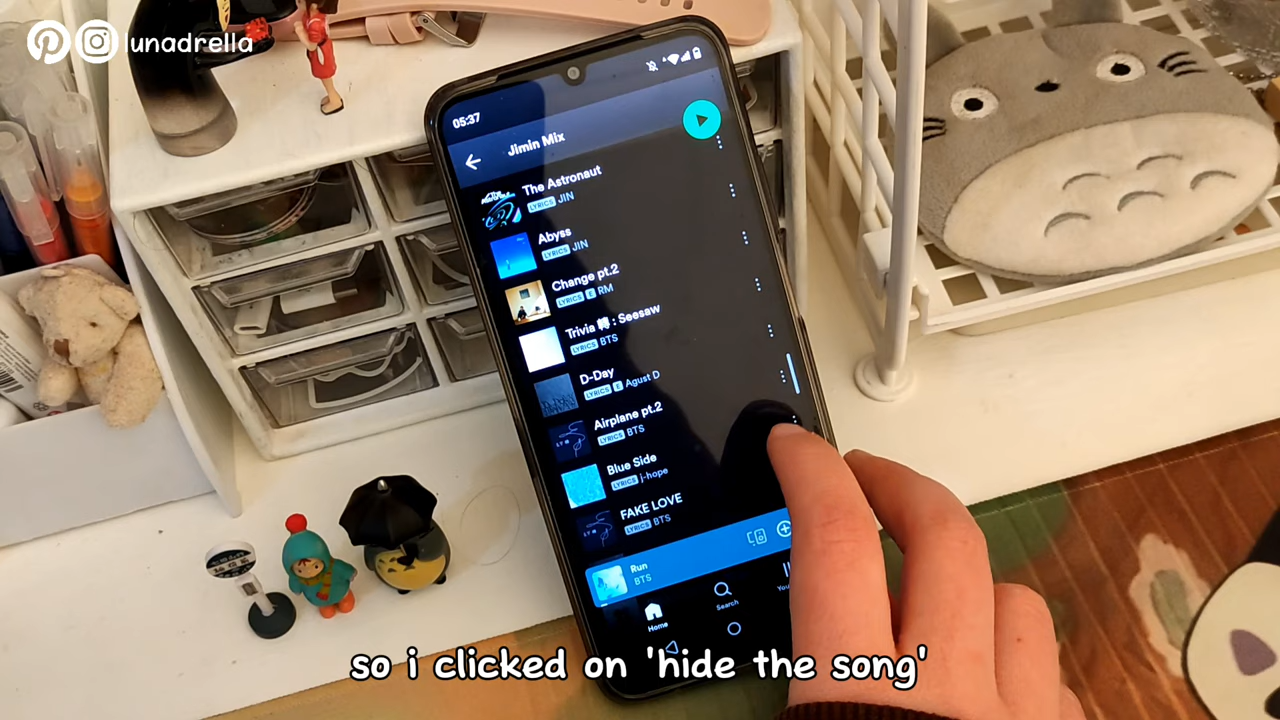 lunadrella
05:37
Jimin Mix
The Astronaut
LYRICS JIN
Abyss
LYRICS JIN
Change pt.2
LYRICS E RM
Trivia 轉 : Seesaw
LYRICS BTS
D-Day
LYRICS E Agust D
Airplane pt.2
LYRICS BTS
Blue Side
LYRICS j-hope
FAKE LOVE
LYRICS BTS
Run
BTS
Home
Search
so i clicked on 'hide the song'